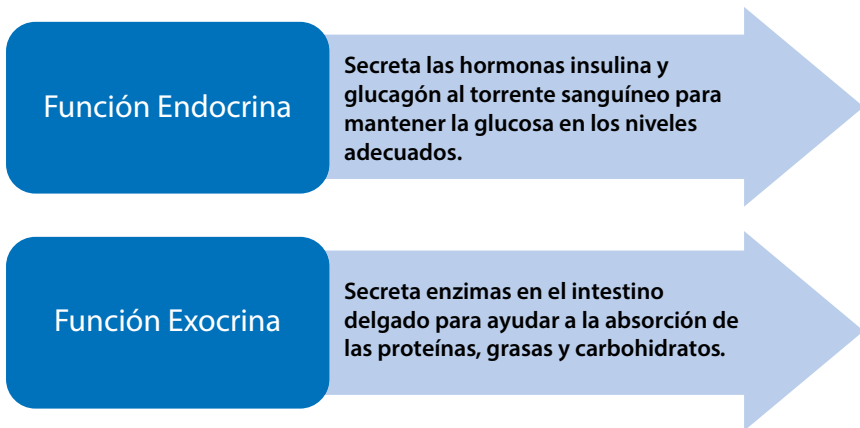 Función Endocrina
Secreta las hormonas insulina y
glucagón al torrente sanguíneo para
mantener la glucosa en los niveles
adecuados.
Función Exocrina
Secreta enzimas en el intestino
delgado para ayudar a la absorción de
las proteínas, grasas y carbohidratos.